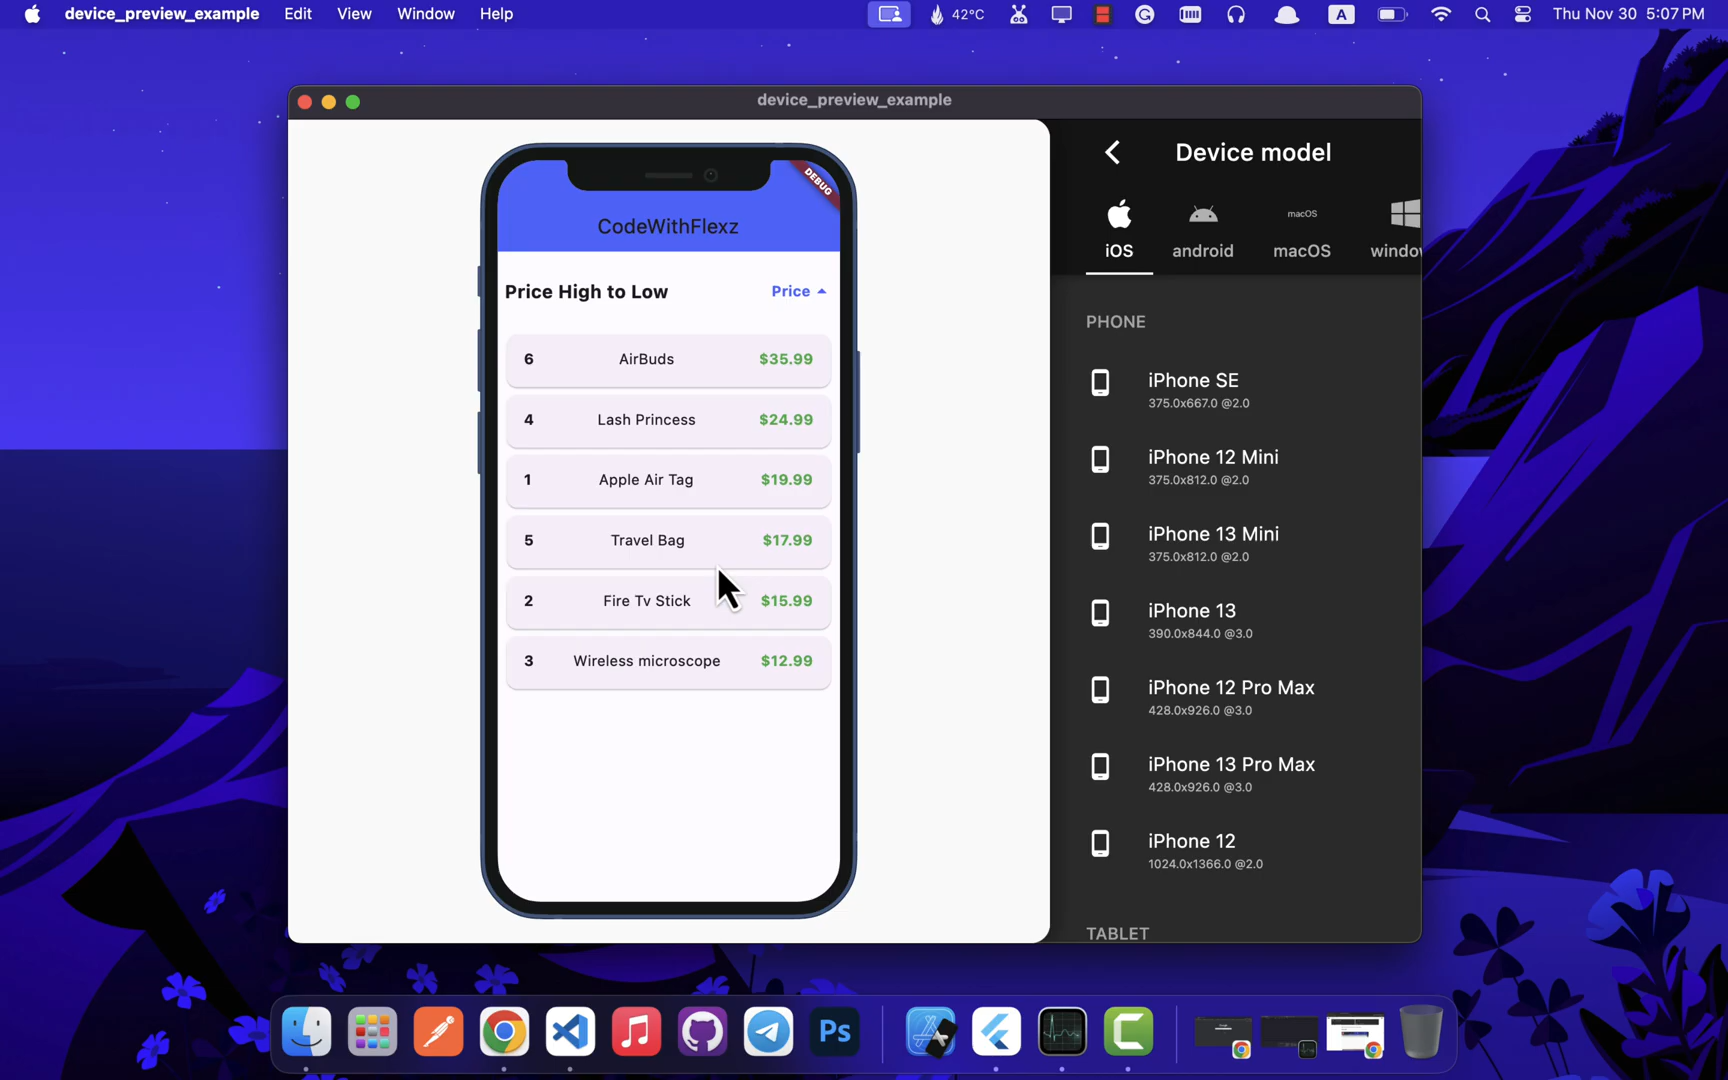 device_preview_example Edit View Window Help 42°C G A Thu Nov 30 5:07 PM
device_preview_example
DEBUG
CodeWithFlexz
Price High to Low Price
6 AirBuds $35.99
4 Lash Princess $24.99
1 Apple Air Tag $19.99
5 Travel Bag $17.99
2 Fire Tv Stick $15.99
3 Wireless microscope $12.99
Device model
macOS
iOS android macOS window
PHONE
iPhone SE
375.0x667.0 @2.0
iPhone 12 Mini
375.0x812.0 @2.0
iPhone 13 Mini
375.0x812.0 @2.0
iPhone 13
390.0x844.0 @3.0
iPhone 12 Pro Max
428.0x926.0 @3.0
iPhone 13 Pro Max
428.0x926.0 @3.0
iPhone 12
1024.0x1366.0 @2.0
TABLET
Ps